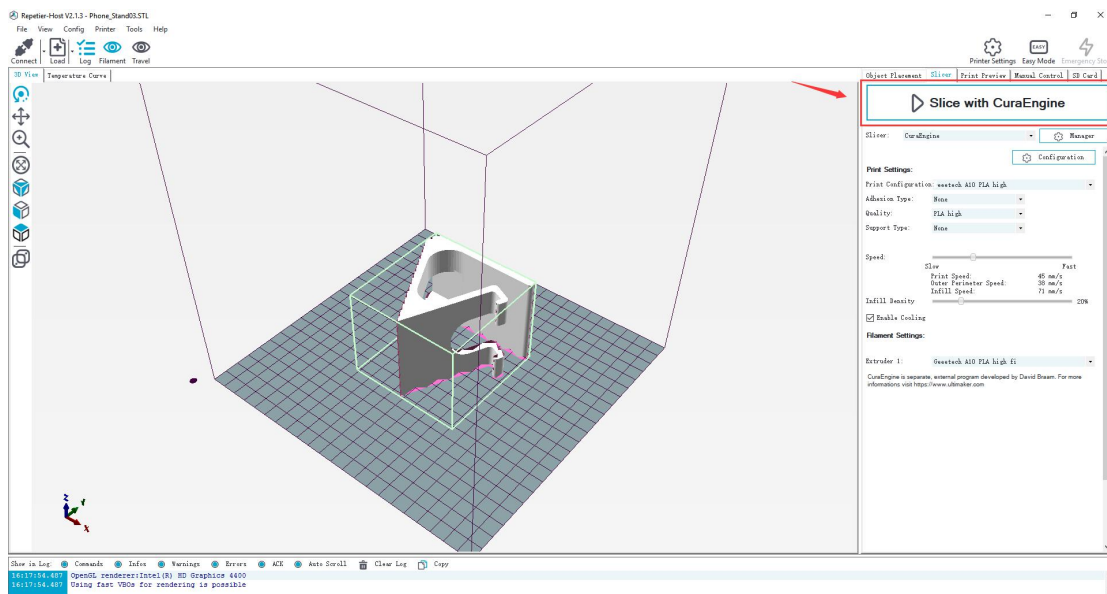 Repetier-Host V2.1.3 - Phone_Stand03.STL
File View Config Printer Tools Help
Connect Load Log Filament Travel Printer Settings Easy Mode Emergency Sto
EASY
3D View Temperature Curve Object Placement Slicer Print Preview Manual Control SD Card
Slice with CuraEngine
Slicer: CuraEngine Manager
Configuration
Print Settings:
Print Configuration: eeetech A10 PLA high
Adhesion Type: None
Quality: PLA high
Support Type: None
Speed:
Slow Fast
Print Speed: 45 mm/s
Outer Perimeter Speed: 38 mm/s
Infill Speed: 71 mm/s
Infill Density 20%
Enable Cooling
Filament Settings:
Extruder 1: Geeetech A10 PLA high fi
CuraEngine is separate, external program developed by David Braam. For more
informations visit https://www.ultimaker.com
Z Y X
Show in Log: Commands Infos Warnings Errors ACK Auto Scroll Clear Log Copy
16:17:54.487 OpenGL renderer:Intel(R) HD Graphics 4400
16:17:54.487 Using fast VBOs for rendering is possible